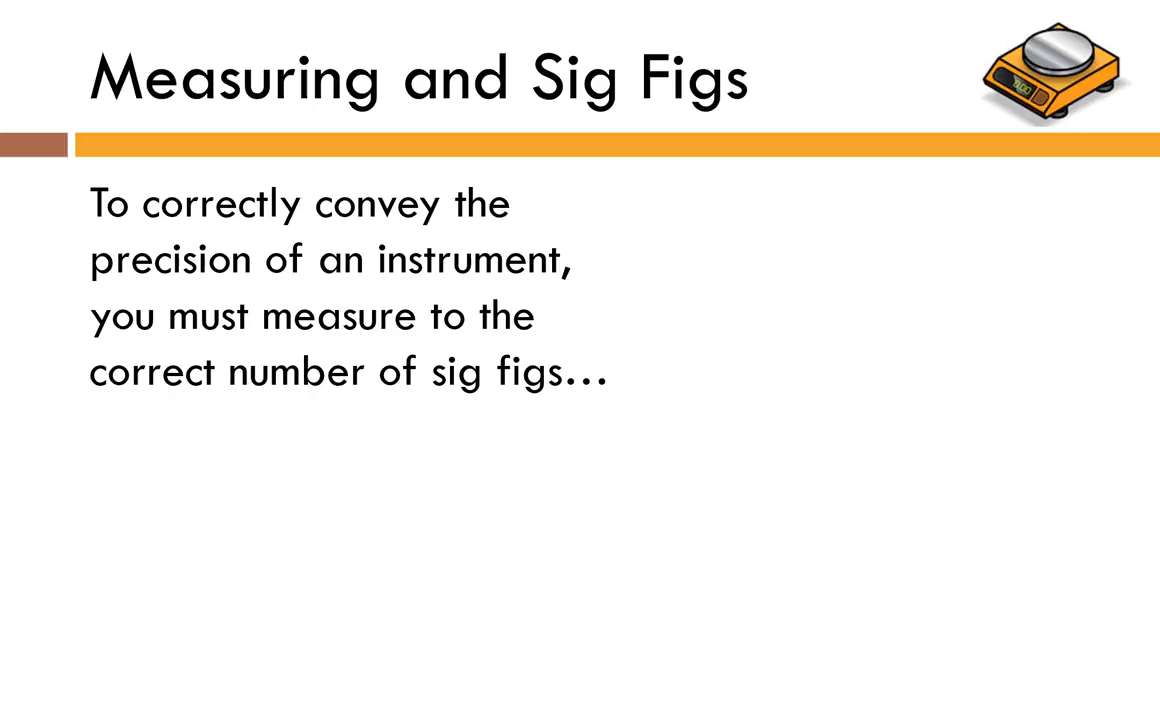 Measuring and Sig Figs
To correctly convey the
precision of an instrument,
you must measure to the
correct number of sig figs…